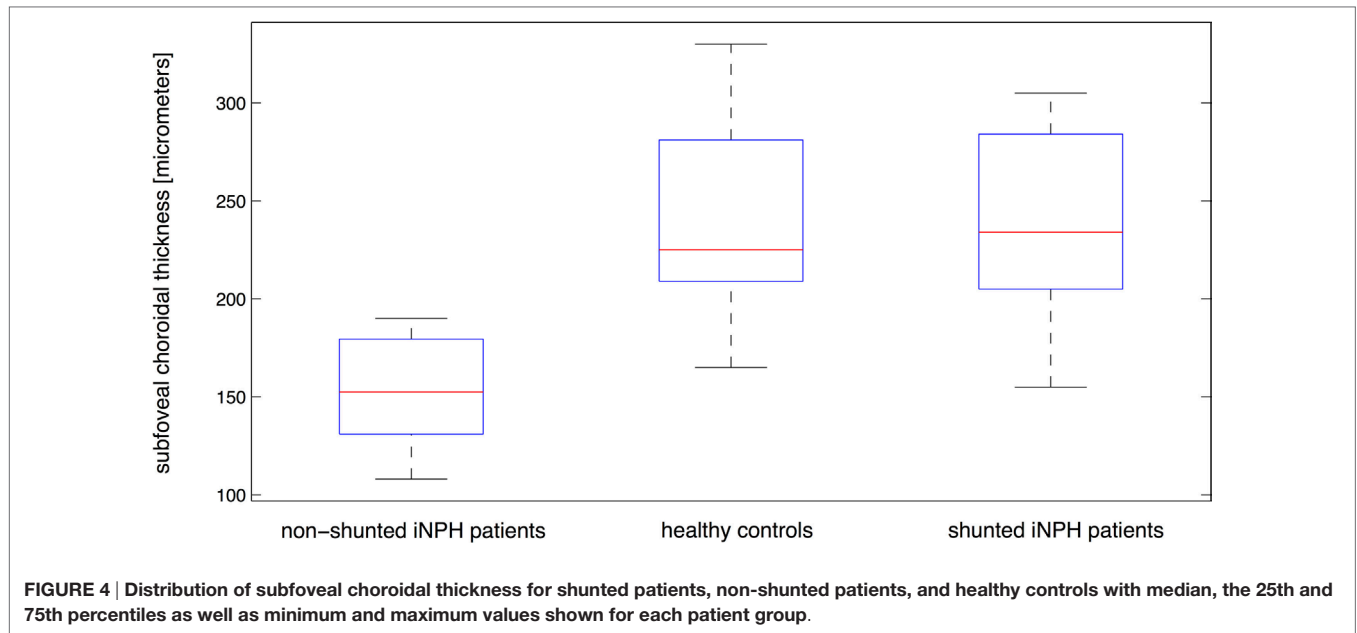 subfoveal choroidal thickness [micrometers]
300
250
200
150
100
non-shunted iNPH patients
healthy controls
shunted iNPH patients
FIGURE 4 | Distribution of subfoveal choroidal thickness for shunted patients, non-shunted patients, and healthy controls with median, the 25th and
75th percentiles as well as minimum and maximum values shown for each patient group.